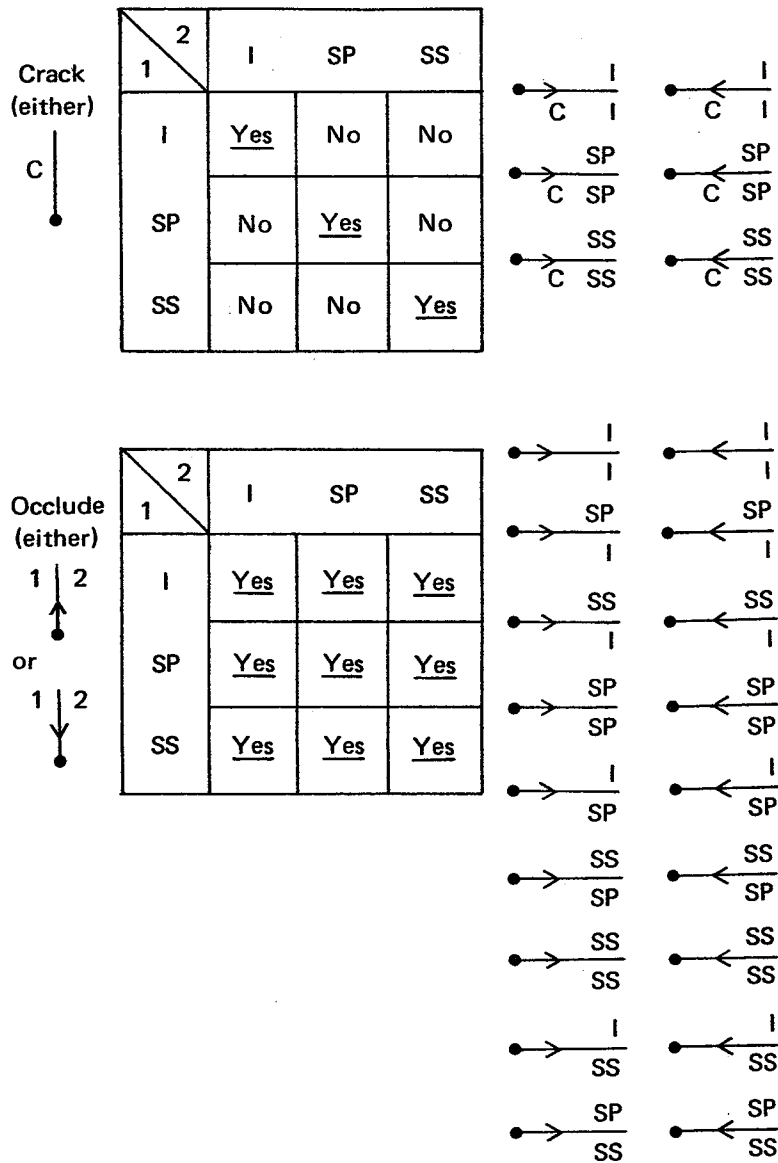 Crack
(either)
C
2
1
I SP SS
I Yes No No
SP No Yes No
SS No No Yes
I I
C I C I
SP SP
C SP C SP
SS SS
C SS C SS
Occlude
(either)
1 2
or
1 2
2
1
I SP SS
I Yes Yes Yes
SP Yes Yes Yes
SS Yes Yes Yes
I I
I I
SP SP
I I
SS SS
I I
SP SP
SP SP
I I
SP SP
SS SS
SP SP
SS SS
SS SS
I I
SS SS
SP SP
SS SS